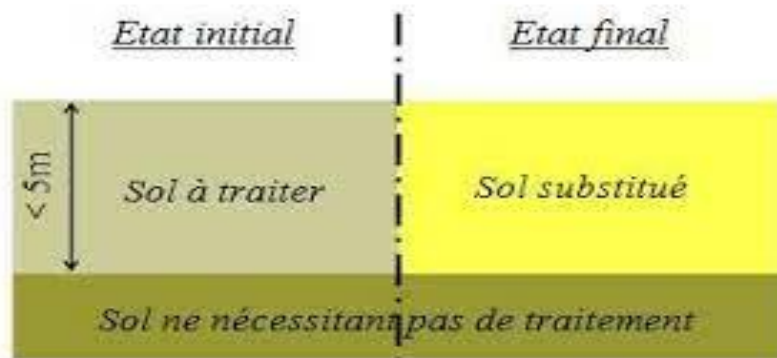 Etat initial
Etat final
< 5m
Sol à traiter
Sol substitué
Sol ne nécessitant pas de traitement